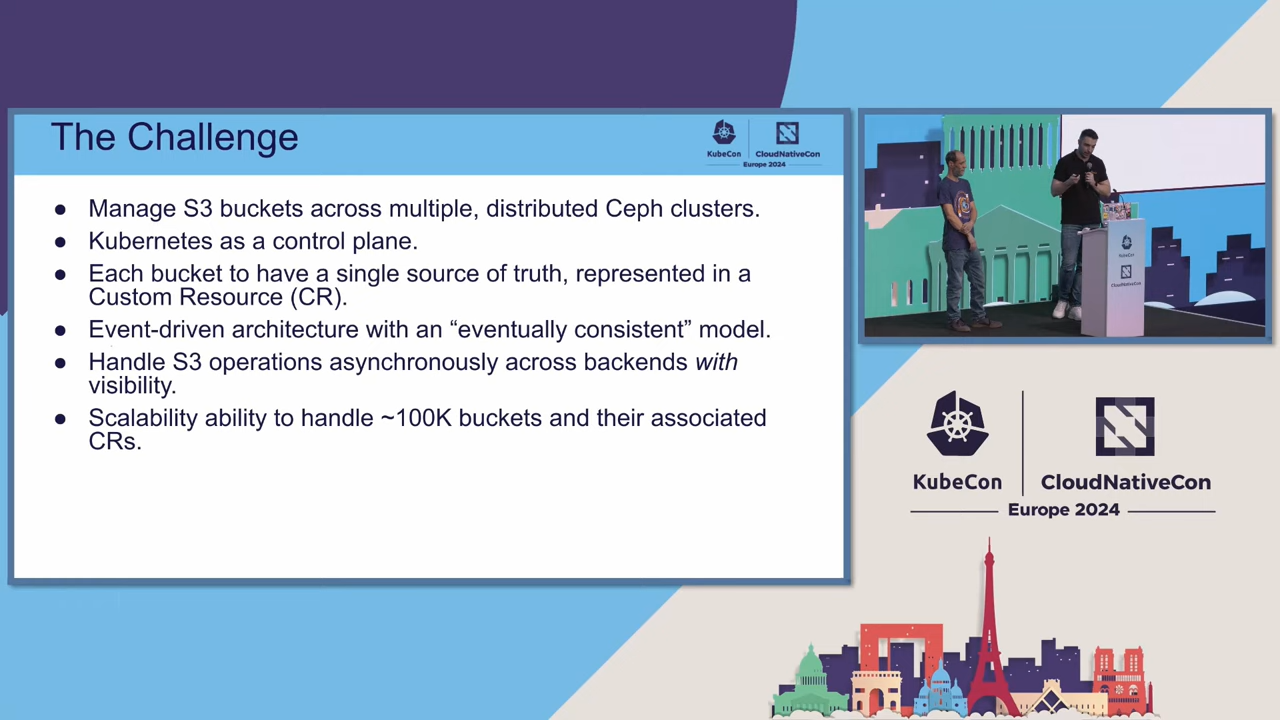 The Challenge
KubeCon
CloudNativeCon
Europe 2024
● Manage S3 buckets across multiple, distributed Ceph clusters.
● Kubernetes as a control plane.
● Each bucket to have a single source of truth, represented in a
Custom Resource (CR).
● Event-driven architecture with an “eventually consistent” model.
● Handle S3 operations asynchronously across backends with
visibility.
● Scalability ability to handle ~100K buckets and their associated
CRs.
KubeCon
CloudNativeCon
KubeCon
CloudNativeCon
Europe 2024